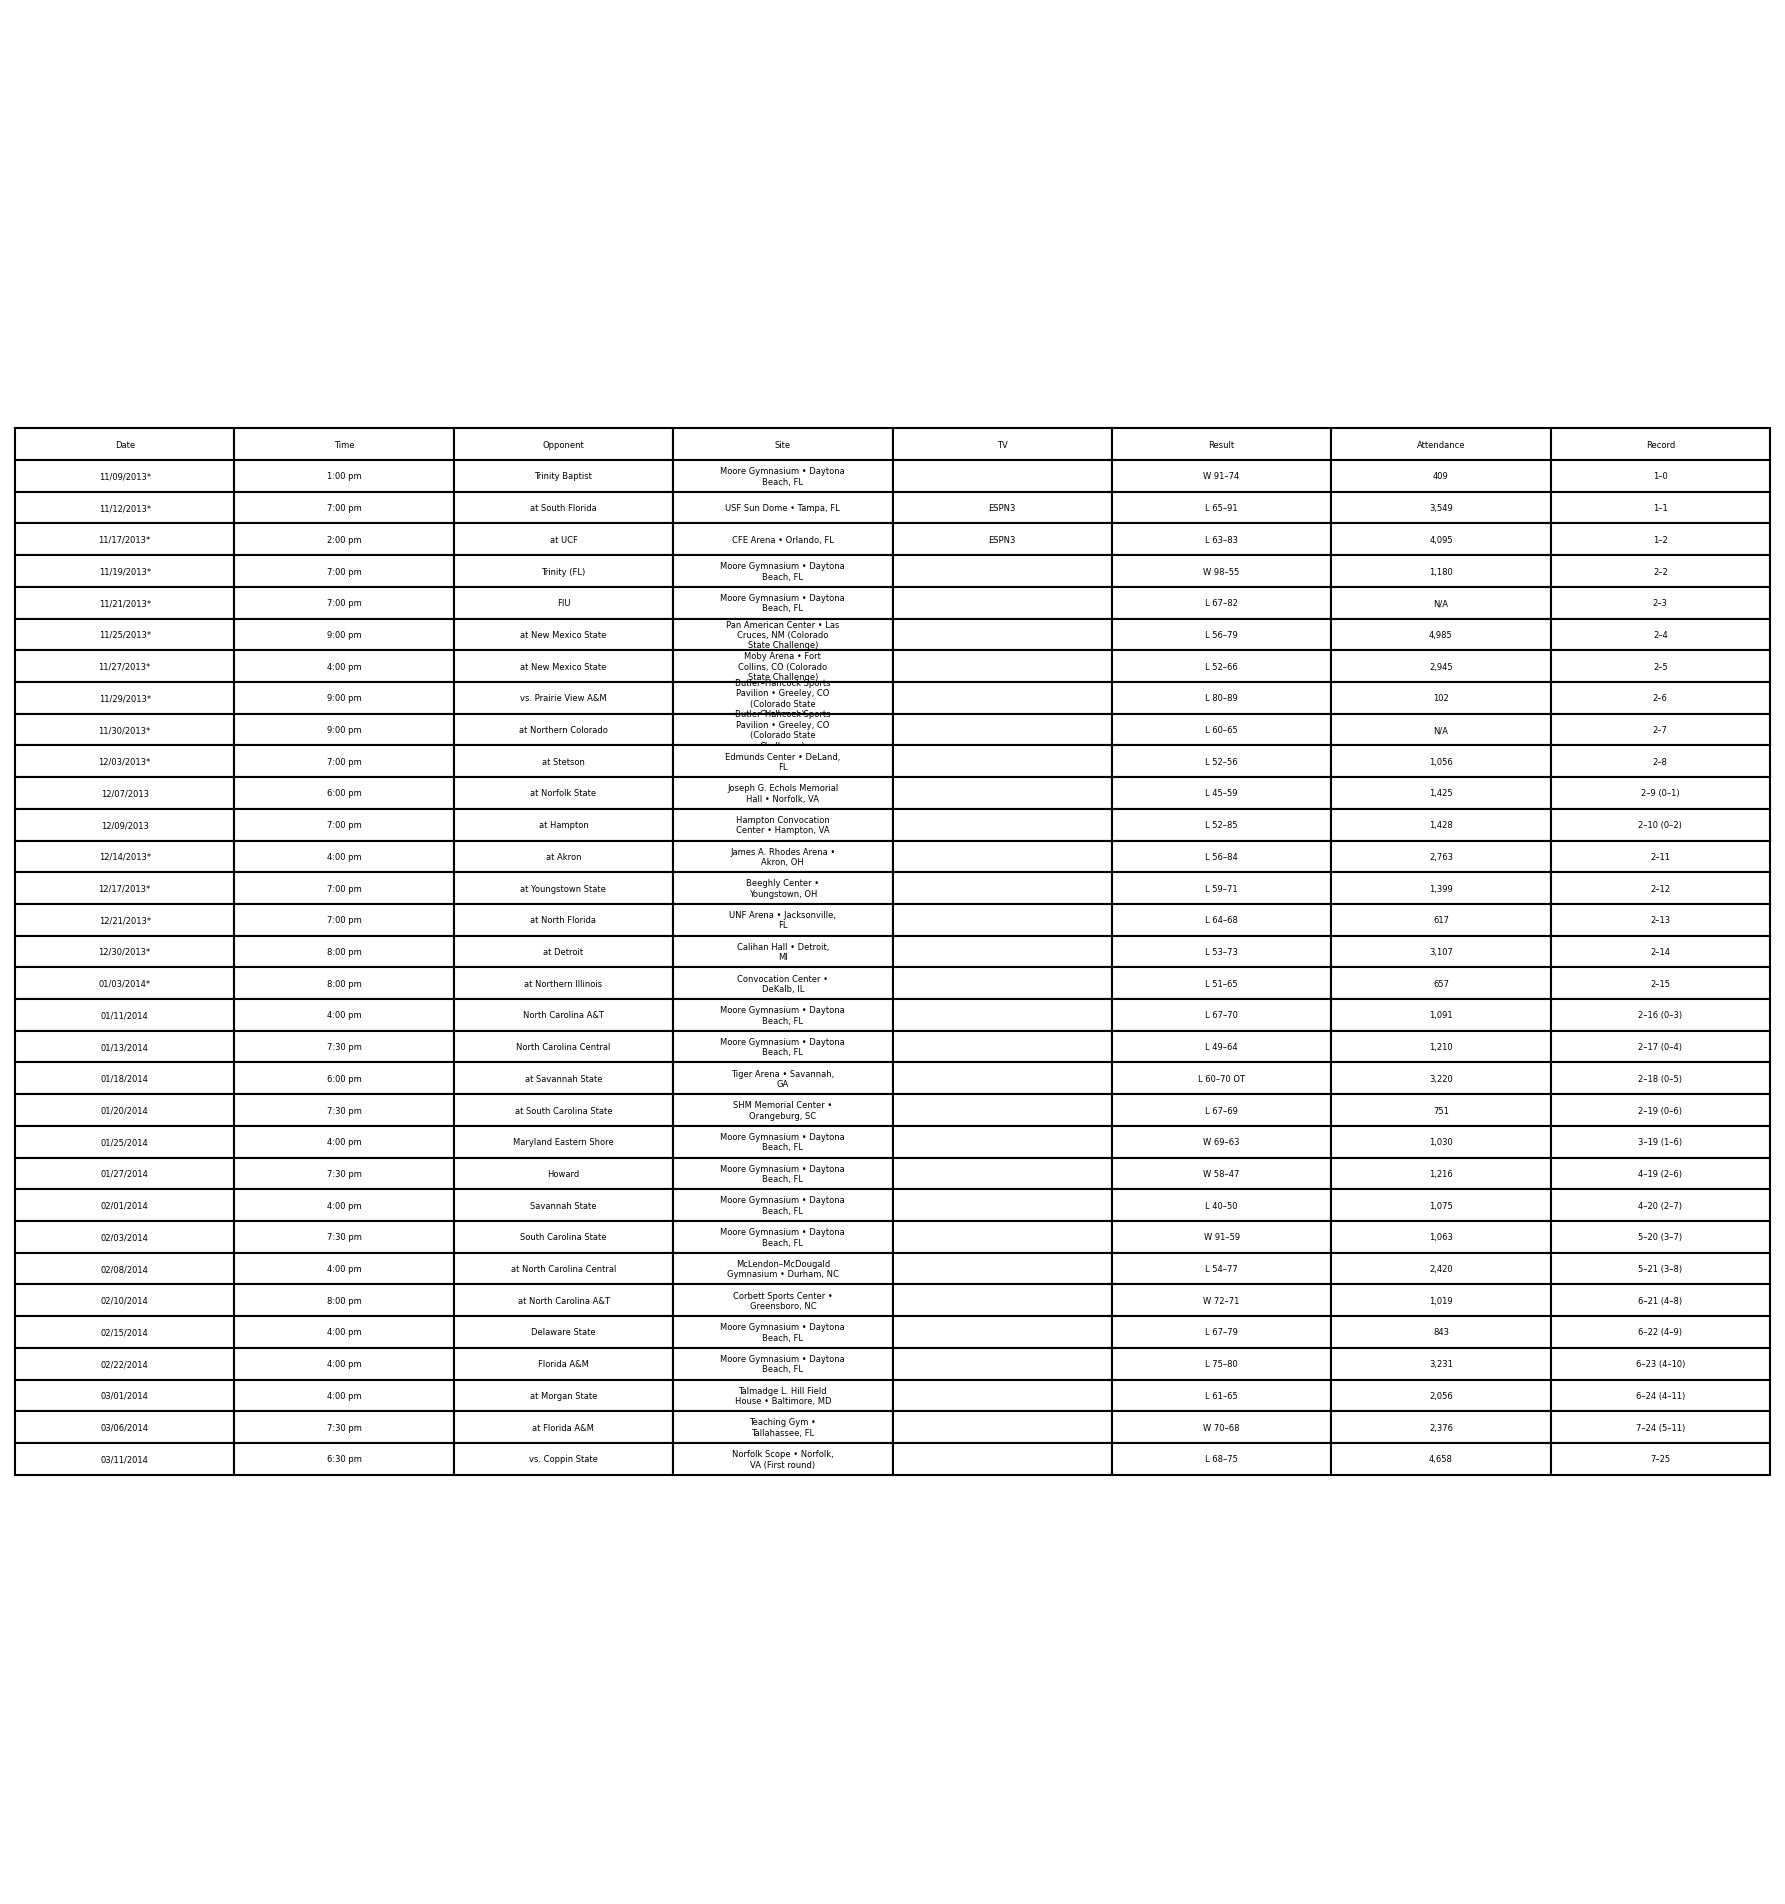 Date Time Opponent Site TV Result Attendance Record
11/09/2013* 1:00 pm Trinity Baptist Moore Gymnasium • Daytona Beach, FL W 91–74 409 1–0
11/12/2013* 7:00 pm at South Florida USF Sun Dome • Tampa, FL ESPN3 L 65–91 3,549 1–1
11/17/2013* 2:00 pm at UCF CFE Arena • Orlando, FL ESPN3 L 63–83 4,095 1–2
11/19/2013* 7:00 pm Trinity (FL) Moore Gymnasium • Daytona Beach, FL W 98–55 1,180 2–2
11/21/2013* 7:00 pm FIU Moore Gymnasium • Daytona Beach, FL L 67–82 N/A 2–3
11/25/2013* 9:00 pm at New Mexico State Pan American Center • Las Cruces, NM (Colorado State Challenge) L 56–79 4,985 2–4
11/27/2013* 4:00 pm at New Mexico State Moby Arena • Fort Collins, CO (Colorado State Challenge) L 52–66 2,945 2–5
11/29/2013* 9:00 pm vs. Prairie View A&M Butler–Hancock Sports Pavilion • Greeley, CO (Colorado State L 80–89 102 2–6
11/30/2013* 9:00 pm at Northern Colorado Butler–Hancock Sports Pavilion • Greeley, CO (Colorado State Challenge) L 60–65 N/A 2–7
12/03/2013* 7:00 pm at Stetson Edmunds Center • DeLand, FL L 52–56 1,056 2–8
12/07/2013 6:00 pm at Norfolk State Joseph G. Echols Memorial Hall • Norfolk, VA L 45–59 1,425 2–9 (0–1)
12/09/2013 7:00 pm at Hampton Hampton Convocation Center • Hampton, VA L 52–85 1,428 2–10 (0–2)
12/14/2013* 4:00 pm at Akron James A. Rhodes Arena • Akron, OH L 56–84 2,763 2–11
12/17/2013* 7:00 pm at Youngstown State Beeghly Center • Youngstown, OH L 59–71 1,399 2–12
12/21/2013* 7:00 pm at North Florida UNF Arena • Jacksonville, FL L 64–68 617 2–13
12/30/2013* 8:00 pm at Detroit Calihan Hall • Detroit, MI L 53–73 3,107 2–14
01/03/2014* 8:00 pm at Northern Illinois Convocation Center • DeKalb, IL L 51–65 657 2–15
01/11/2014 4:00 pm North Carolina A&T Moore Gymnasium • Daytona Beach, FL L 67–70 1,091 2–16 (0–3)
01/13/2014 7:30 pm North Carolina Central Moore Gymnasium • Daytona Beach, FL L 49–64 1,210 2–17 (0–4)
01/18/2014 6:00 pm at Savannah State Tiger Arena • Savannah, GA L 60–70 OT 3,220 2–18 (0–5)
01/20/2014 7:30 pm at South Carolina State SHM Memorial Center • Orangeburg, SC L 67–69 751 2–19 (0–6)
01/25/2014 4:00 pm Maryland Eastern Shore Moore Gymnasium • Daytona Beach, FL W 69–63 1,030 3–19 (1–6)
01/27/2014 7:30 pm Howard Moore Gymnasium • Daytona Beach, FL W 58–47 1,216 4–19 (2–6)
02/01/2014 4:00 pm Savannah State Moore Gymnasium • Daytona Beach, FL L 40–50 1,075 4–20 (2–7)
02/03/2014 7:30 pm South Carolina State Moore Gymnasium • Daytona Beach, FL W 91–59 1,063 5–20 (3–7)
02/08/2014 4:00 pm at North Carolina Central McLendon–McDougald Gymnasium • Durham, NC L 54–77 2,420 5–21 (3–8)
02/10/2014 8:00 pm at North Carolina A&T Corbett Sports Center • Greensboro, NC W 72–71 1,019 6–21 (4–8)
02/15/2014 4:00 pm Delaware State Moore Gymnasium • Daytona Beach, FL L 67–79 843 6–22 (4–9)
02/22/2014 4:00 pm Florida A&M Moore Gymnasium • Daytona Beach, FL L 75–80 3,231 6–23 (4–10)
03/01/2014 4:00 pm at Morgan State Talmadge L. Hill Field House • Baltimore, MD L 61–65 2,056 6–24 (4–11)
03/06/2014 7:30 pm at Florida A&M Teaching Gym • Tallahassee, FL W 70–68 2,376 7–24 (5–11)
03/11/2014 6:30 pm vs. Coppin State Norfolk Scope • Norfolk, VA (First round) L 68–75 4,658 7–25